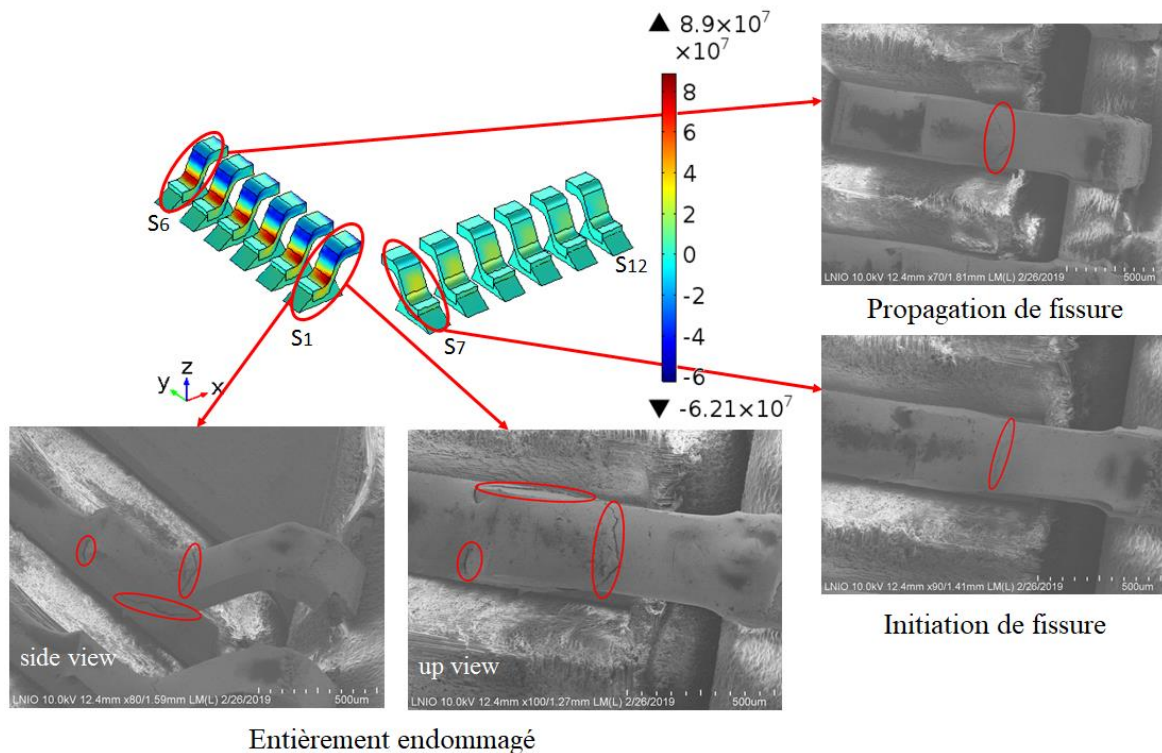 8.9×10⁷
×10⁷
8
6
4
2
0
-2
-4
-6
-6.21×10⁷
S6
S1
S7
S12
z
y
x
LNIO 10.0kV 12.4mm x70/1.81mm LM(L) 2/26/2019
500um
Propagation de fissure
LNIO 10.0kV 12.4mm x90/1.41mm LM(L) 2/26/2019
500um
Initiation de fissure
side view
LNIO 10.0kV 12.4mm x80/1.59mm LM(L) 2/26/2019
500um
up view
LNIO 10.0kV 12.4mm x100/1.27mm LM(L) 2/26/2019
500um
Entièrement endommagé